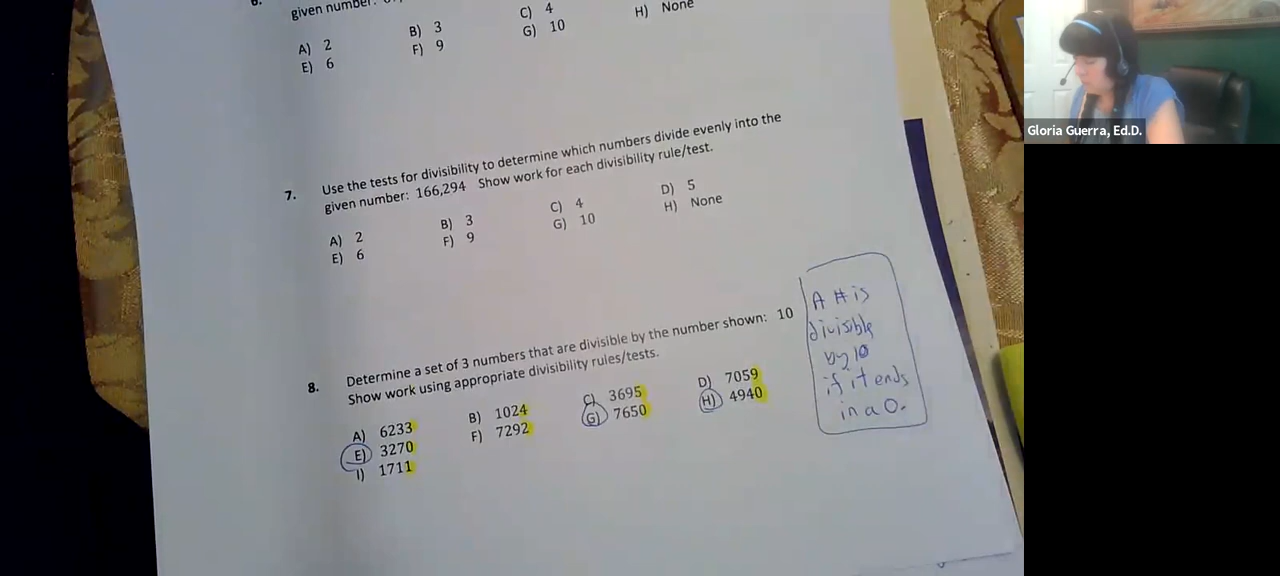 given number:
A) 2 B) 3 C) 4
E) 6 F) 9 G) 10 H) None
7. Use the tests for divisibility to determine which numbers divide evenly into the
given number: 166,294 Show work for each divisibility rule/test.
A) 2 B) 3 C) 4 D) 5
E) 6 F) 9 G) 10 H) None
8. Determine a set of 3 numbers that are divisible by the number shown: 10
Show work using appropriate divisibility rules/tests.
A) 6233 B) 1024 C) 3695 D) 7059
E) 3270 F) 7292 G) 7650 H) 4940
I) 1711
A # is
divisible
by 10
if it ends
in a 0.
Gloria Guerra, Ed.D.